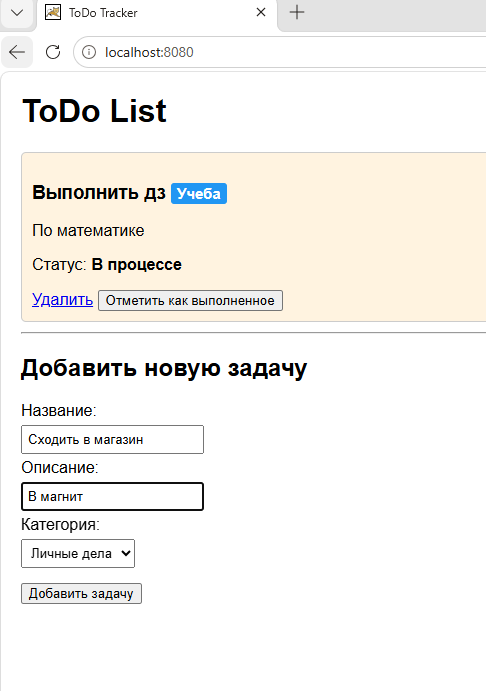 ToDo Tracker
localhost:8080
ToDo List
Выполнить дз Учеба
По математике
Статус: В процессе
Удалить Отметить как выполненное
Добавить новую задачу
Название:
Сходить в магазин
Описание:
В магнит
Категория:
Личные дела
Добавить задачу